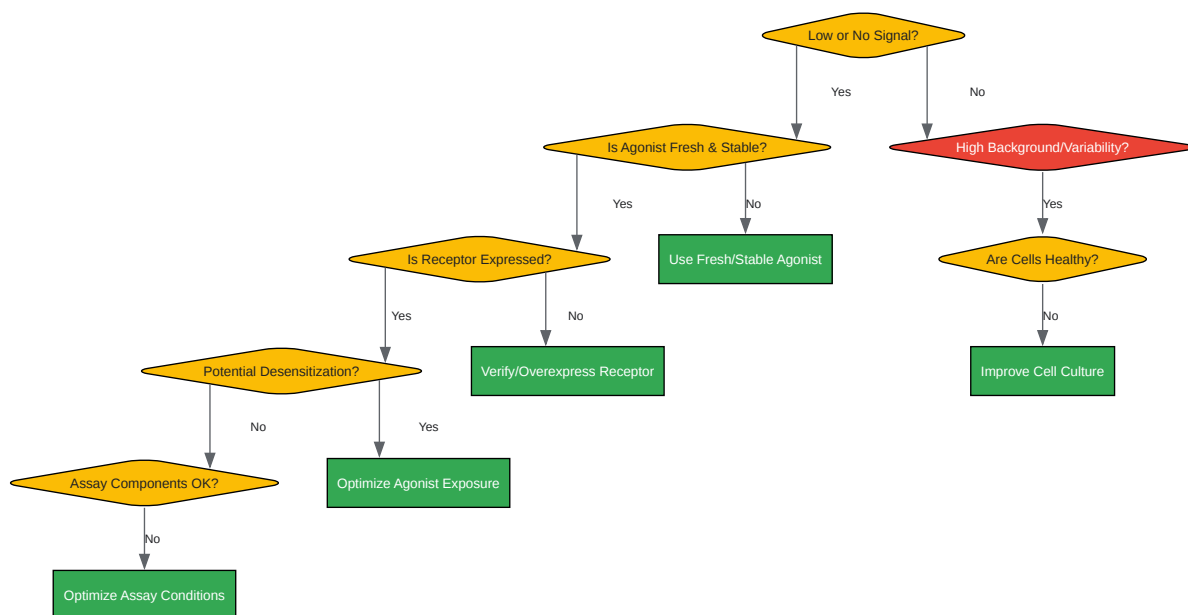 Low or No Signal?
Yes
No
Is Agonist Fresh & Stable?
High Background/Variability?
Yes
No
Yes
Is Receptor Expressed?
Use Fresh/Stable Agonist
Are Cells Healthy?
Yes
No
No
Potential Desensitization?
Verify/Overexpress Receptor
Improve Cell Culture
No
Yes
Assay Components OK?
Optimize Agonist Exposure
No
Optimize Assay Conditions